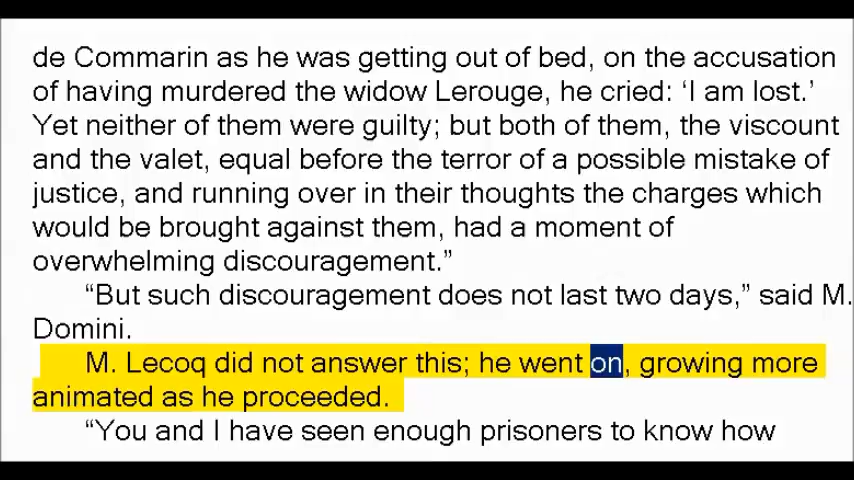 de Commarin as he was getting out of bed, on the accusation
of having murdered the widow Lerouge, he cried: ‘I am lost.’
Yet neither of them were guilty; but both of them, the viscount
and the valet, equal before the terror of a possible mistake of
justice, and running over in their thoughts the charges which
would be brought against them, had a moment of
overwhelming discouragement.”
“But such discouragement does not last two days,” said M.
Domini.
M. Lecoq did not answer this; he went on, growing more
animated as he proceeded.
“You and I have seen enough prisoners to know how